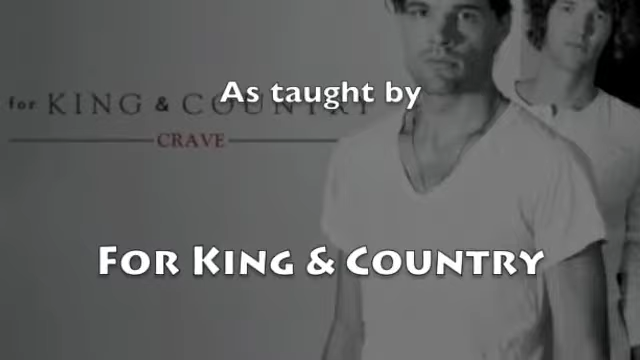 As taught by
for KING & COUNTRY
CRAVE
FOR KING & COUNTRY